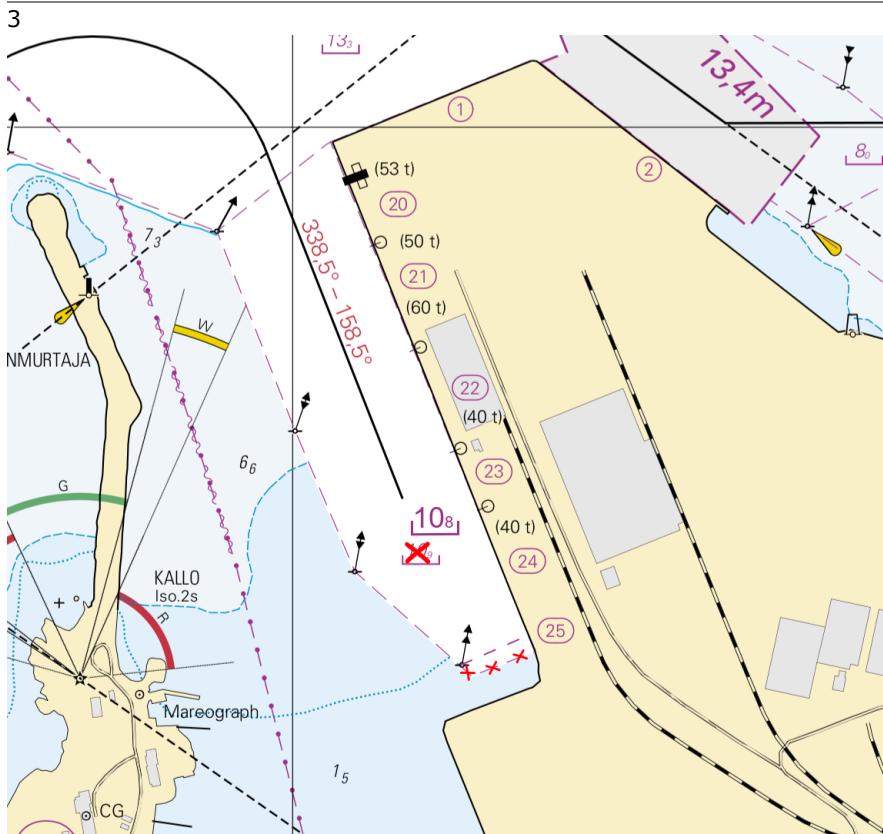 3
13₃
13,4m
1
8₀
2
(53 t)
20
7₃
(50 t)
338,5° – 158,5°
21
(60 t)
W
NMURTAJA
22
(40 t)
6₆
23
G
10₈
(40 t)
24
KALLO
Iso.2s
R
25
Mareograph
1₅
CG